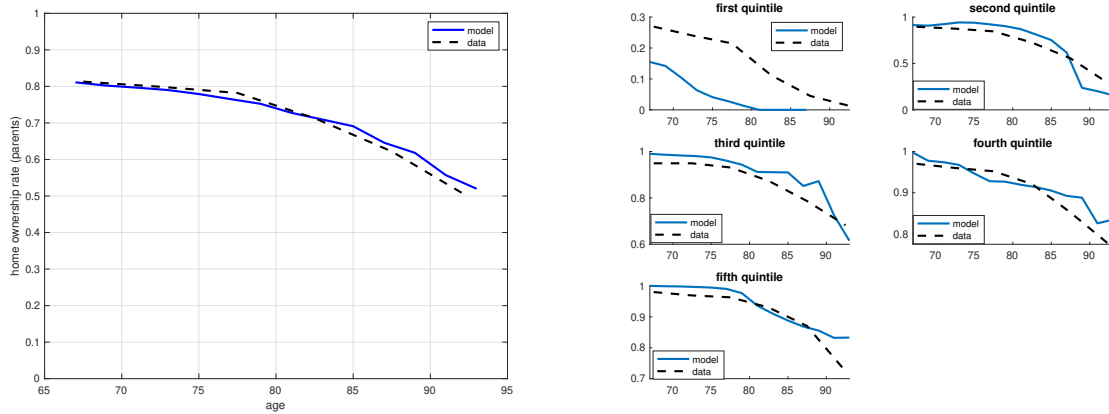 1
0.9
0.8
0.7
0.6
0.5
0.4
0.3
0.2
0.1
0
65 70 75 80 85 90 95
home ownership rate (parents)
age
model
data
first quintile
0.3
0.2
0.1
0
70 75 80 85 90
model
data
second quintile
1
0.5
0
70 75 80 85 90
model
data
third quintile
1
0.8
0.6
70 75 80 85 90
model
data
fourth quintile
1
0.9
0.8
70 75 80 85 90
model
data
fifth quintile
1
0.9
0.8
0.7
70 75 80 85 90
model
data